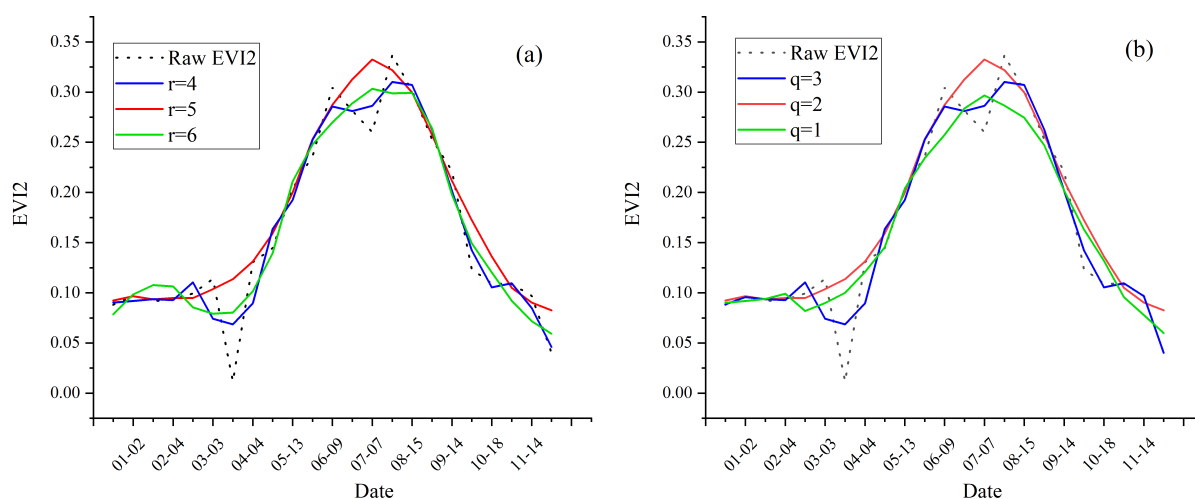 (a)
Raw EVI2
r=4
r=5
r=6
EVI2
0.35
0.30
0.25
0.20
0.15
0.10
0.05
0.00
01-02
02-04
03-03
04-04
05-13
06-09
07-07
08-15
09-14
10-18
11-14
Date
(b)
Raw EVI2
q=3
q=2
q=1
EVI2
0.35
0.30
0.25
0.20
0.15
0.10
0.05
0.00
01-02
02-04
03-03
04-04
05-13
06-09
07-07
08-15
09-14
10-18
11-14
Date